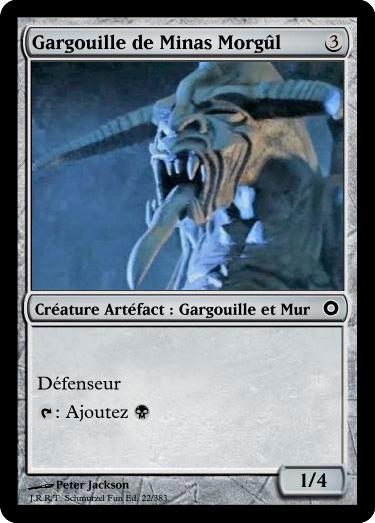 Gargouille de Minas Morgûl 3
Créature Artéfact : Gargouille et Mur
Défenseur
: Ajoutez
1/4
Peter Jackson
J.R.R.T. Schnurzel Fun Ed. 22/383